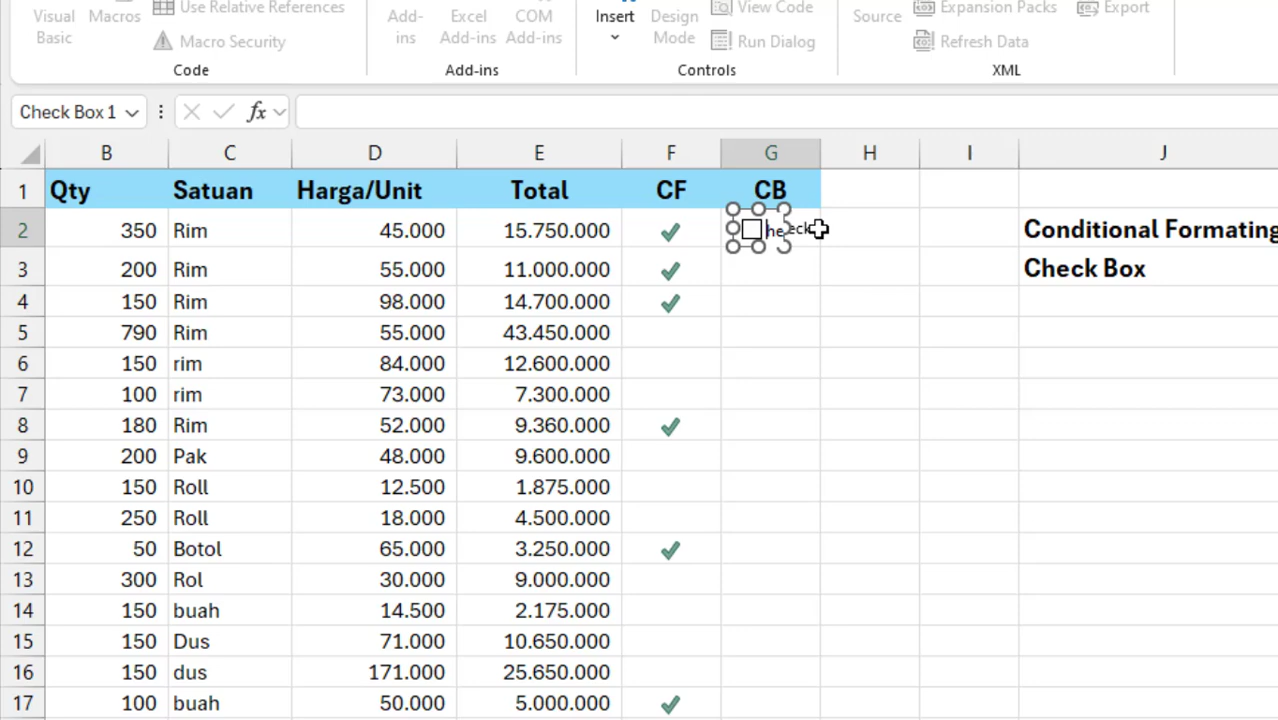 Visual Basic
Macros
Use Relative References
Macro Security
Code
Add-ins
Excel Add-ins
COM Add-ins
Add-ins
Insert
Design Mode
View Code
Run Dialog
Controls
Source
Expansion Packs
Export
Refresh Data
XML
Check Box 1
fx
B C D E F G H I J
1 Qty Satuan Harga/Unit Total CF CB
2 350 Rim 45.000 15.750.000 Conditional Formating
3 200 Rim 55.000 11.000.000 Check Box
4 150 Rim 98.000 14.700.000
5 790 Rim 55.000 43.450.000
6 150 rim 84.000 12.600.000
7 100 rim 73.000 7.300.000
8 180 Rim 52.000 9.360.000
9 200 Pak 48.000 9.600.000
10 150 Roll 12.500 1.875.000
11 250 Roll 18.000 4.500.000
12 50 Botol 65.000 3.250.000
13 300 Rol 30.000 9.000.000
14 150 buah 14.500 2.175.000
15 150 Dus 71.000 10.650.000
16 150 dus 171.000 25.650.000
17 100 buah 50.000 5.000.000